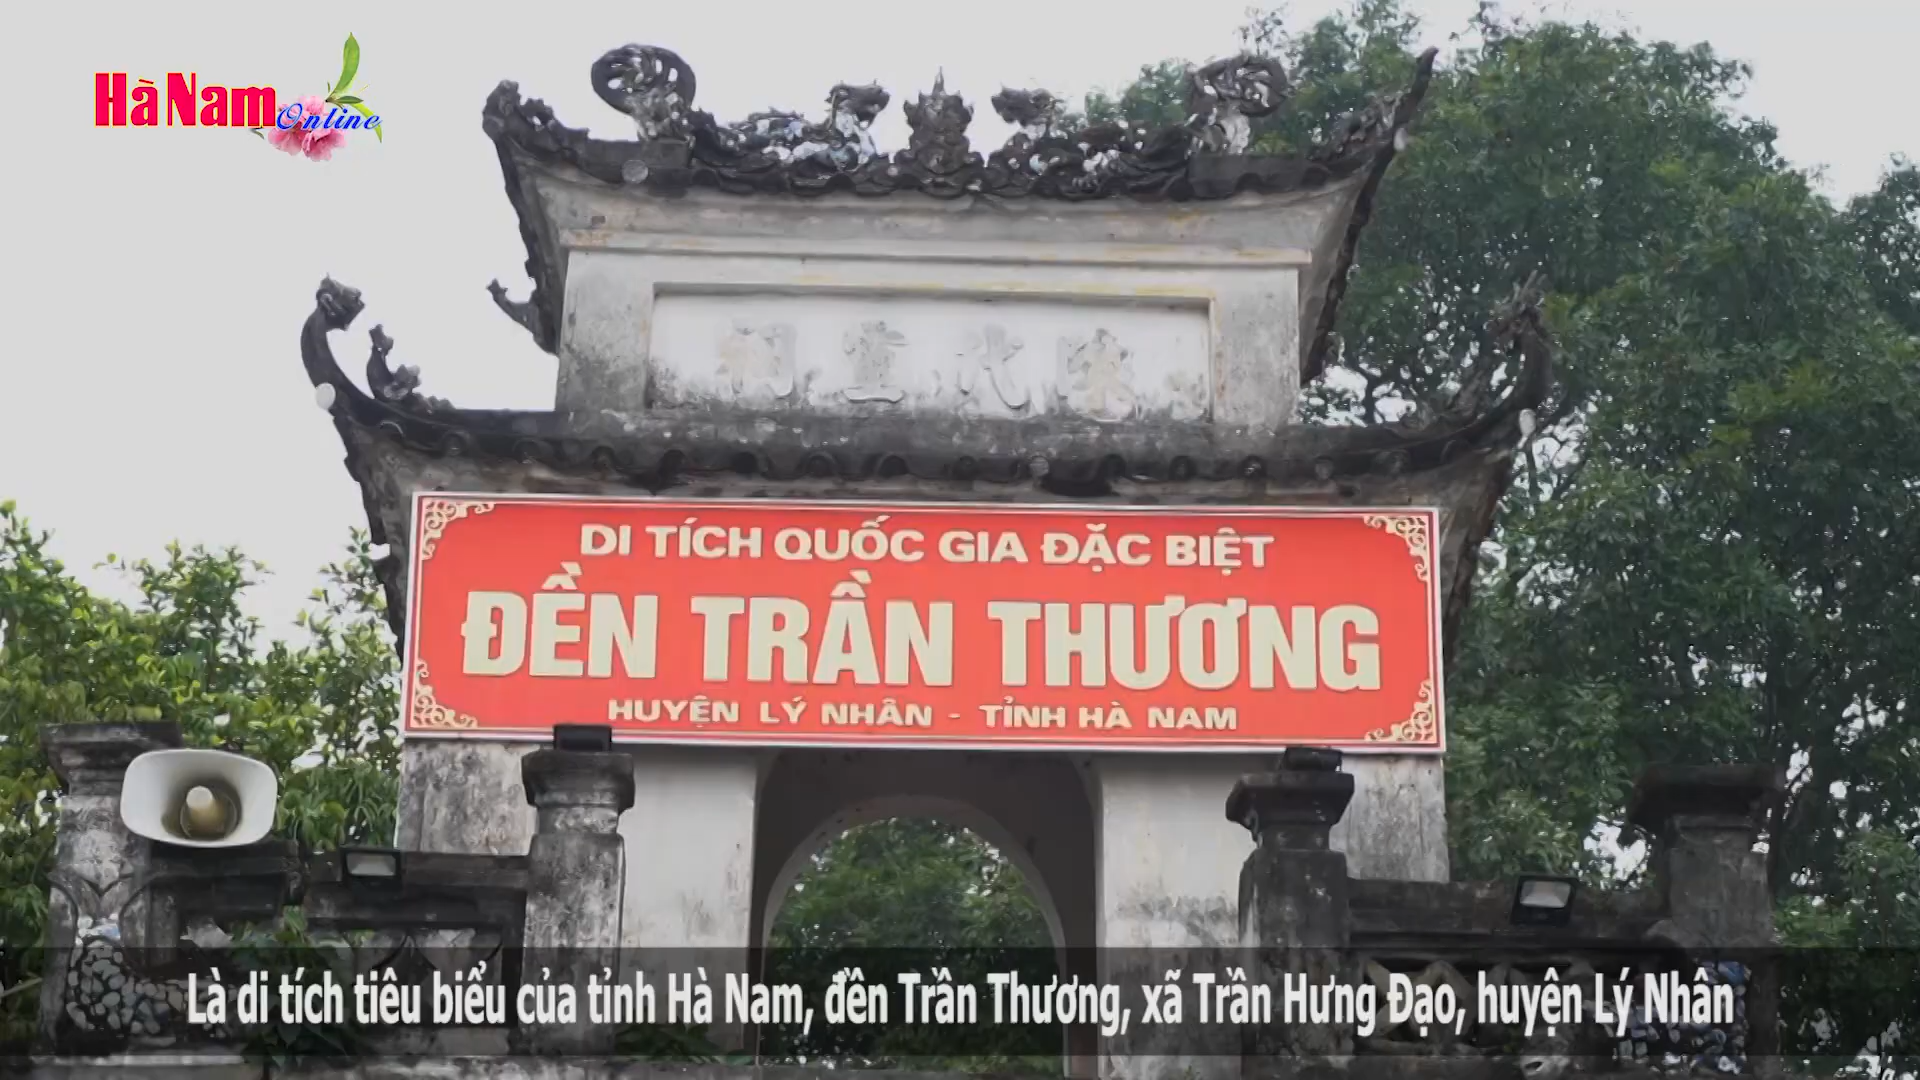 Hà Nam
Online
DI TÍCH QUỐC GIA ĐẶC BIỆT
ĐỀN TRẦN THƯƠNG
HUYỆN LÝ NHÂN - TỈNH HÀ NAM
Là di tích tiêu biểu của tỉnh Hà Nam, đền Trần Thương, xã Trần Hưng Đạo, huyện Lý Nhân